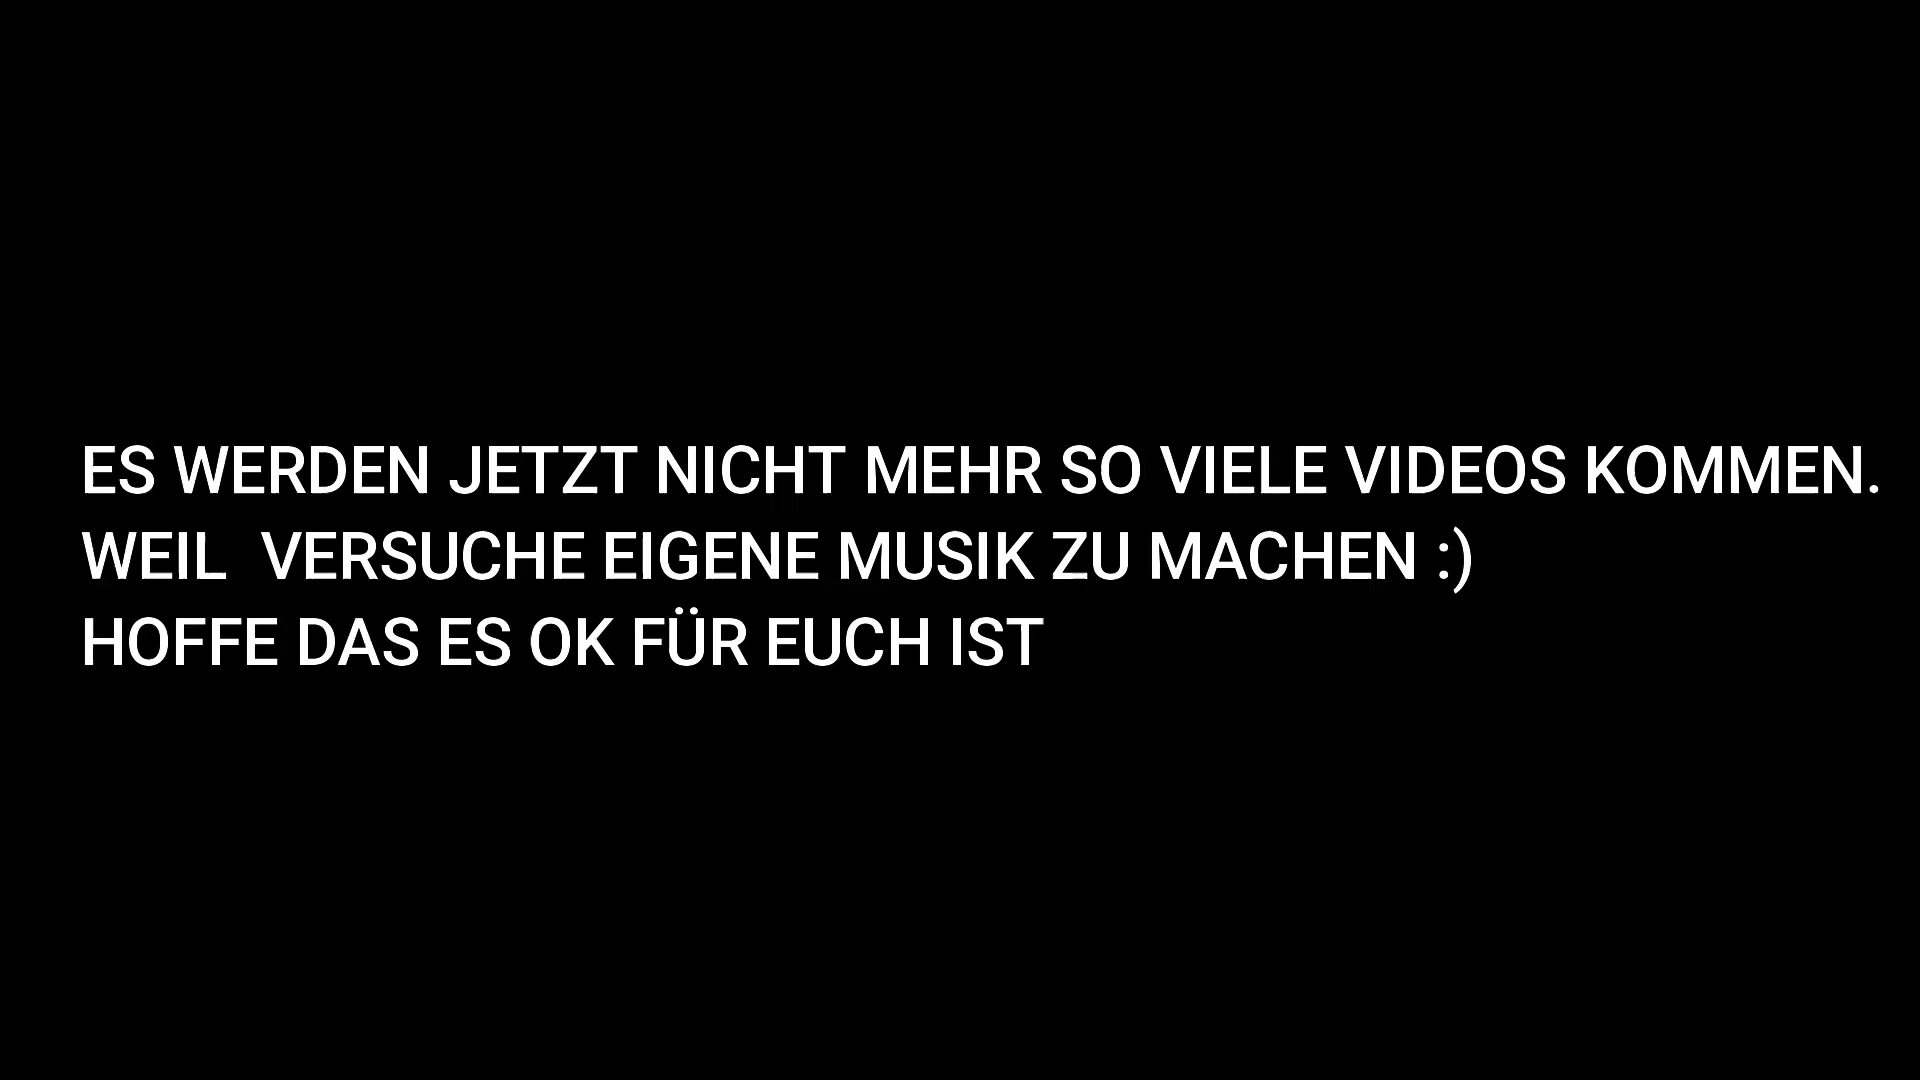 ES WERDEN JETZT NICHT MEHR SO VIELE VIDEOS KOMMEN.
WEIL  VERSUCHE EIGENE MUSIK ZU MACHEN :)
HOFFE DAS ES OK FÜR EUCH IST